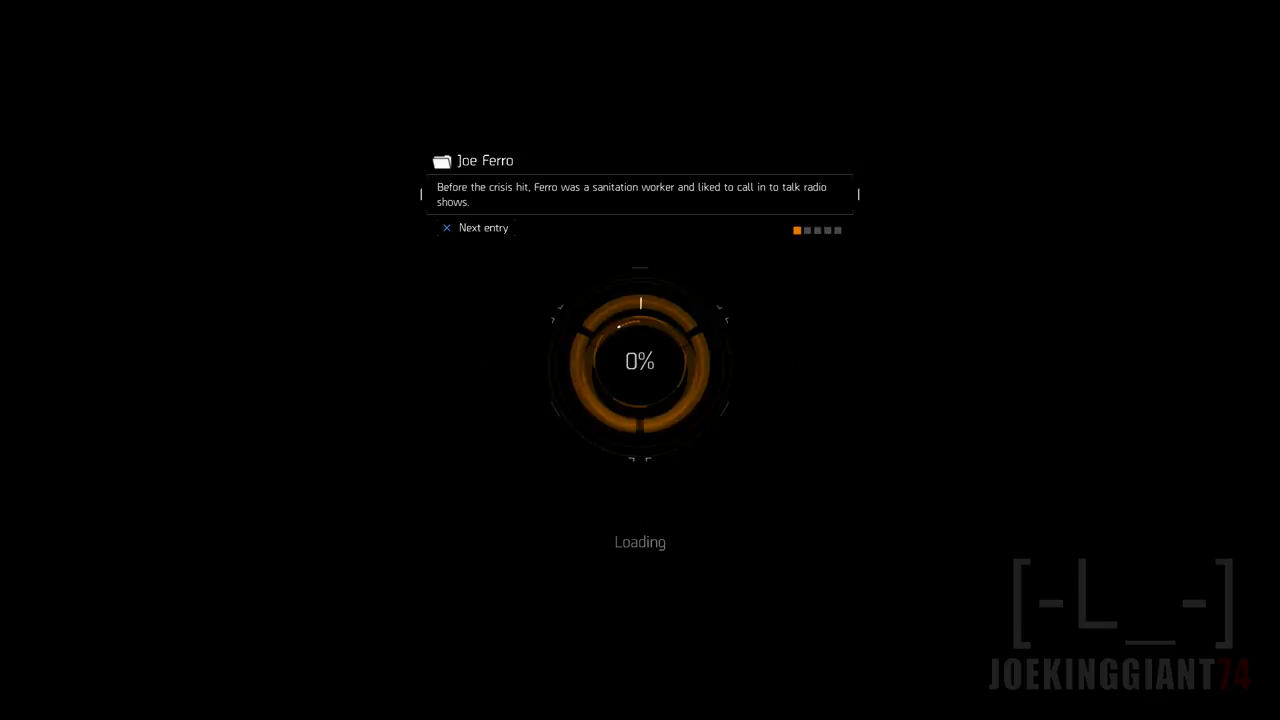 Joe Ferro
Before the crisis hit, Ferro was a sanitation worker and liked to call in to talk radio
shows.
Next entry
0%
Loading
[-L__-]
JOEKINGGIANT74